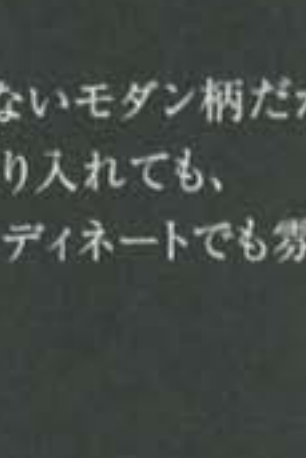 ないモダン柄だか
り入れても、
ディネートでも雰